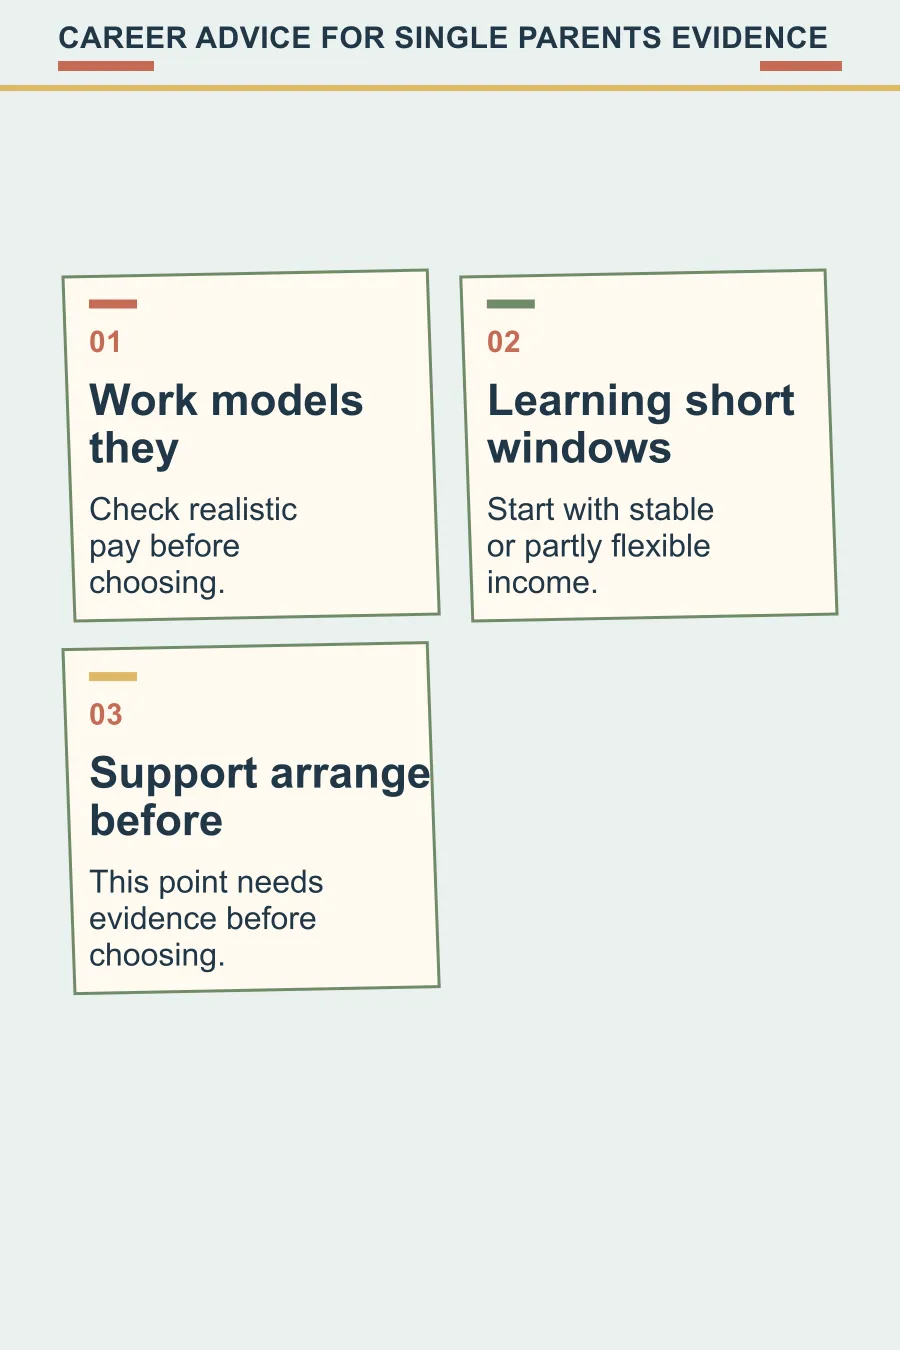 CAREER ADVICE FOR SINGLE PARENTS EVIDENCE
01
Work models
they
Check realistic
pay before
choosing.
02
Learning short
windows
Start with stable
or partly flexible
income.
03
Support arrange
before
This point needs
evidence before
choosing.